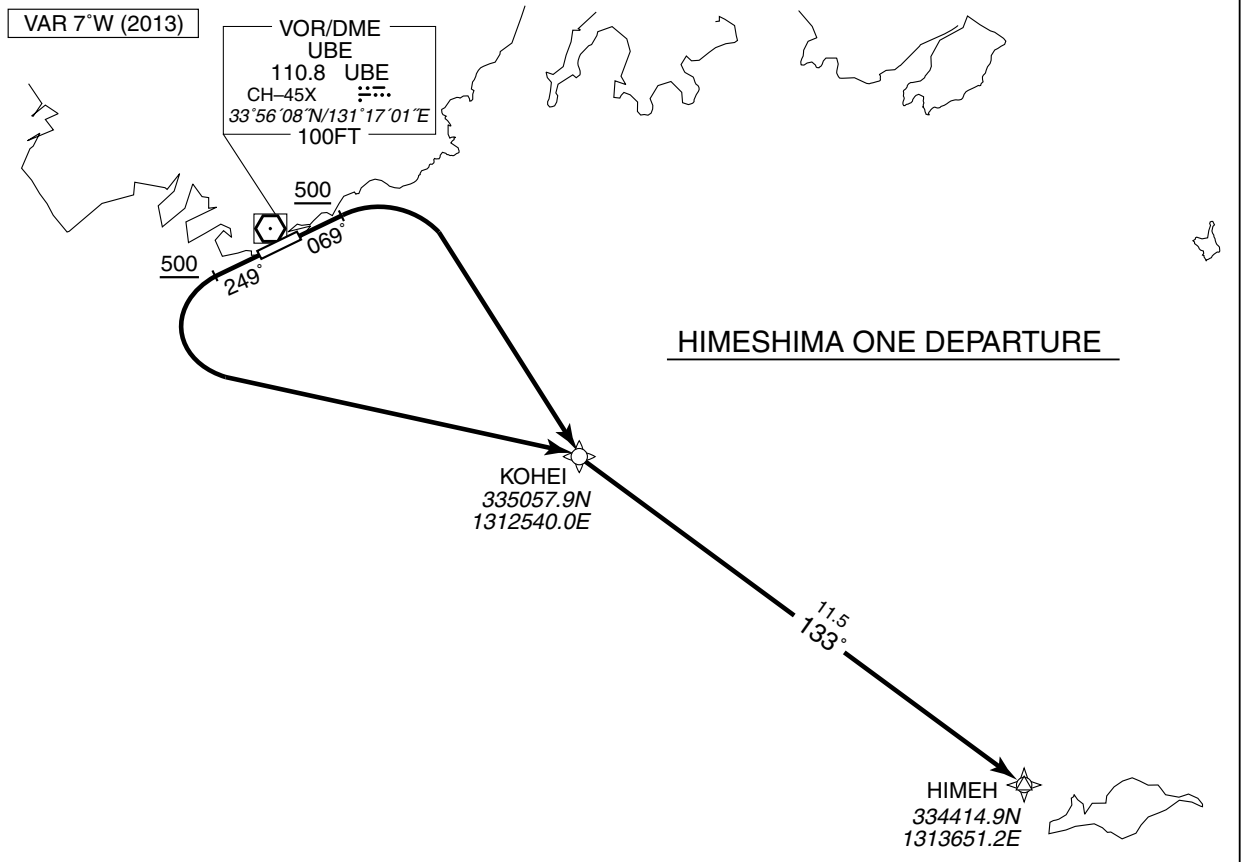 VAR 7°W (2013)
VOR/DME
UBE
110.8 UBE
CH–45X
33°56´08˝N/131°17´01˝E
100FT
500
069°
500
249°
HIMESHIMA ONE DEPARTURE
KOHEI
335057.9N
1312540.0E
11.5
133°
HIMEH
334414.9N
1313651.2E